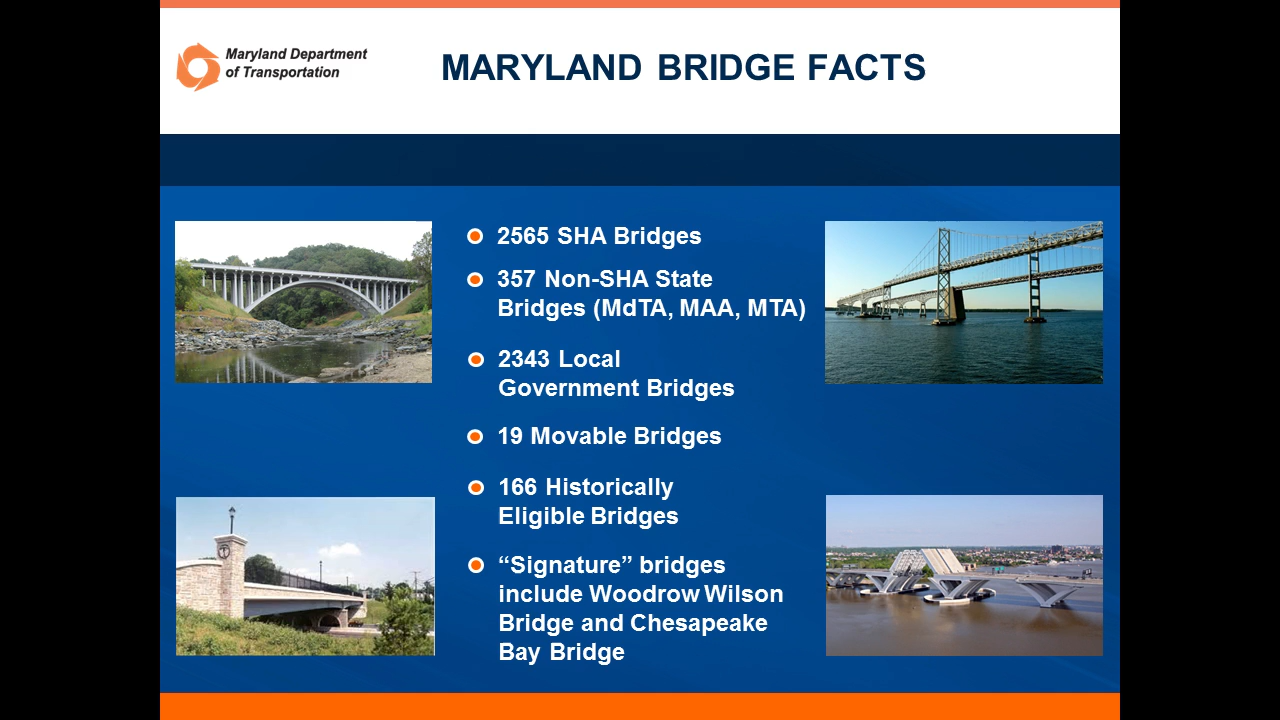 Maryland Department
of Transportation
MARYLAND BRIDGE FACTS
2565 SHA Bridges
357 Non-SHA State
Bridges (MdTA, MAA, MTA)
2343 Local
Government Bridges
19 Movable Bridges
166 Historically
Eligible Bridges
“Signature” bridges
include Woodrow Wilson
Bridge and Chesapeake
Bay Bridge